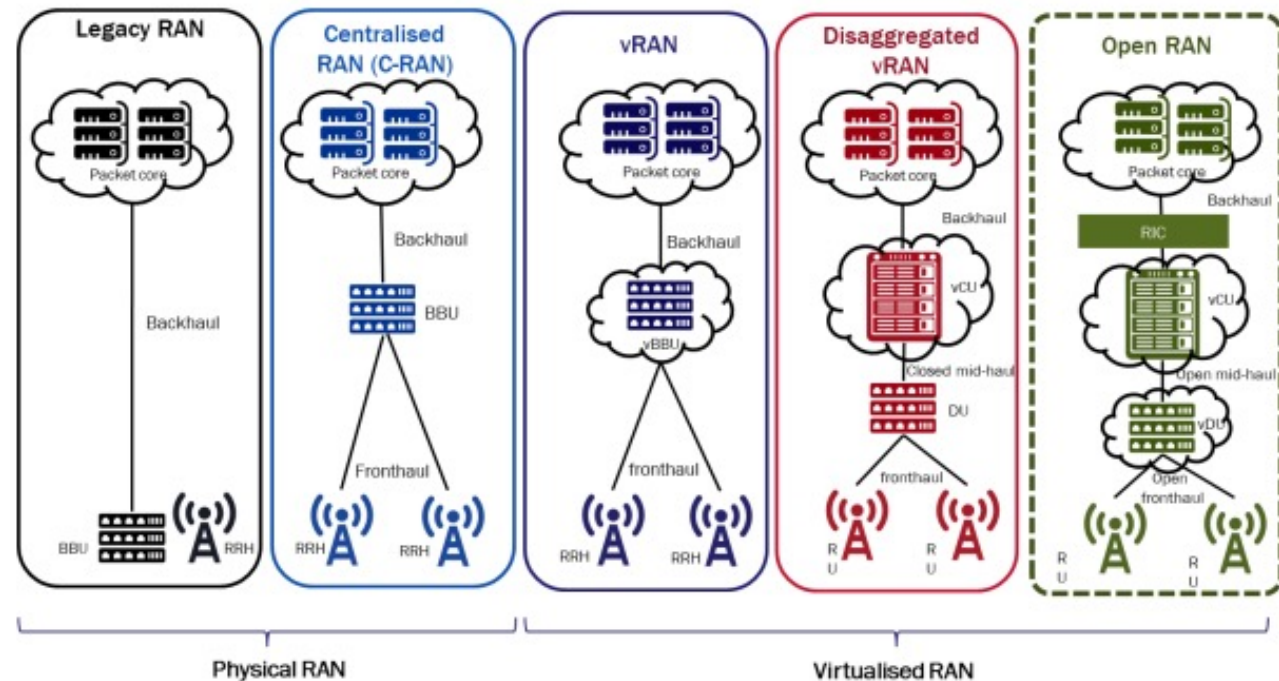 Legacy RAN
Packet core
Backhaul
BBU
RRH
Centralised
RAN (C-RAN)
Packet core
Backhaul
BBU
Fronthaul
RRH
RRH
vRAN
Packet core
Backhaul
vBBU
fronthaul
RRH
RRH
Disaggregated
vRAN
Packet core
Backhaul
vCU
Closed mid-haul
DU
fronthaul
R
U
R
U
Open RAN
Packet core
Backhaul
RIC
vCU
Open mid-haul
vDU
Open
fronthaul
R
U
R
U
Physical RAN
Virtualised RAN